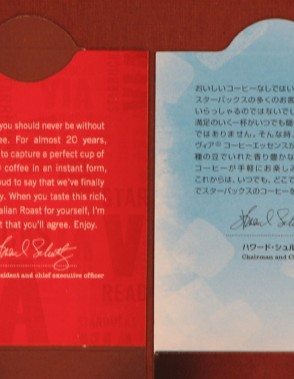 you should never be without
ee. For almost 20 years,
to capture a perfect cup of
coffee in an instant form,
oud to say that we've finally
y. When you taste this rich,
alian Roast for yourself, I'm
t that you'll agree. Enjoy.
esident and chief executive officer
おいしいコーヒーなしではい
スターバックスの多くのお客
いらっしゃるのではないでし
満足のいく一杯がいつでも
ではありません。そんな時
ヴィア® コーヒーエッセンスが
種の豆でいれた香り豊かな
コーヒーが手軽にお楽しみ
これからは、いつでも、どこで
でスターバックスのコーヒーを
ハワード・シュル
Chairman and C